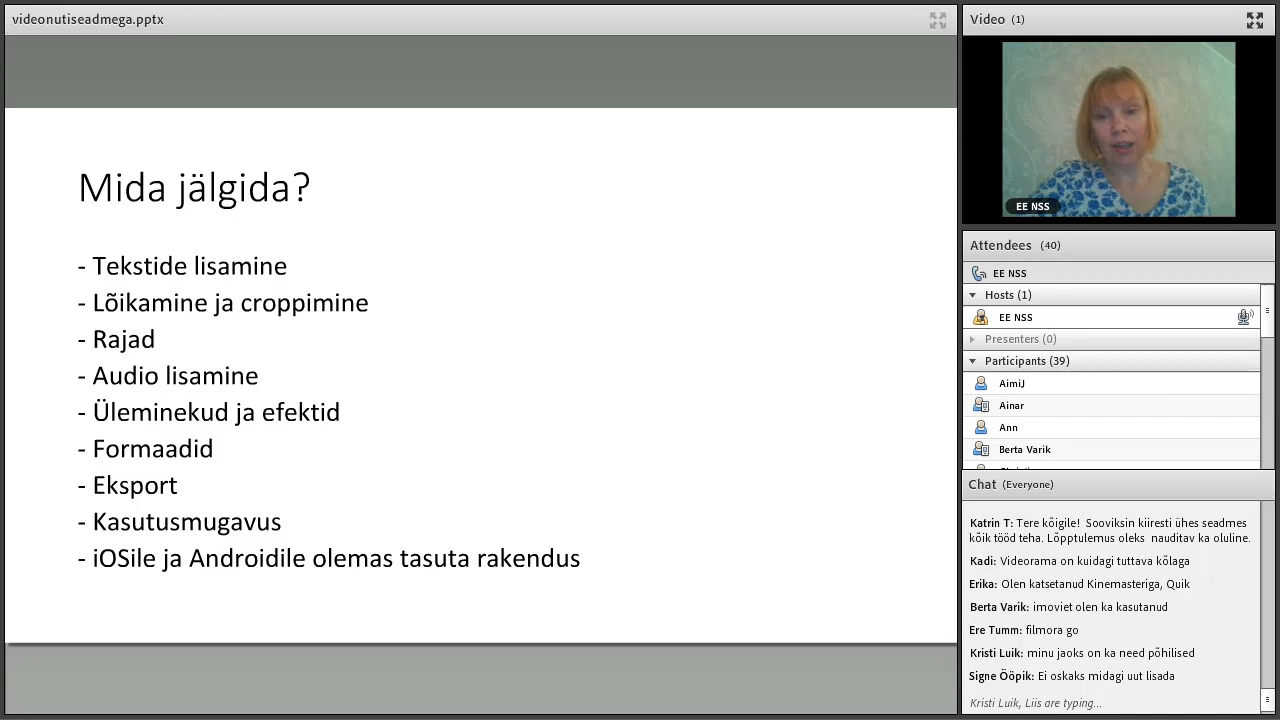 videonutiseadmega.pptx
Mida jälgida?
- Tekstide lisamine
- Lõikamine ja croppimine
- Rajad
- Audio lisamine
- Üleminekud ja efektid
- Formaadid
- Eksport
- Kasutusmugavus
- iOSile ja Androidile olemas tasuta rakendus
Video (1)
EE NSS
Attendees (40)
EE NSS
Hosts (1)
EE NSS
Presenters (0)
Participants (39)
AimiJ
Ainar
Ann
Berta Varik
Chat (Everyone)
Katrin T: Tere kõigile! Sooviksin kiiresti ühes seadmes
kõik tööd teha. Lõpptulemus oleks nauditav ka oluline.
Kadi: Videorama on kuidagi tuttava kõlaga
Erika: Olen katsetanud Kinemasteriga, Quik
Berta Varik: imoviet olen ka kasutanud
Ere Tumm: filmora go
Kristi Luik: minu jaoks on ka need põhilised
Signe Ööpik: Ei oskaks midagi uut lisada
Kristi Luik, Liis are typing...